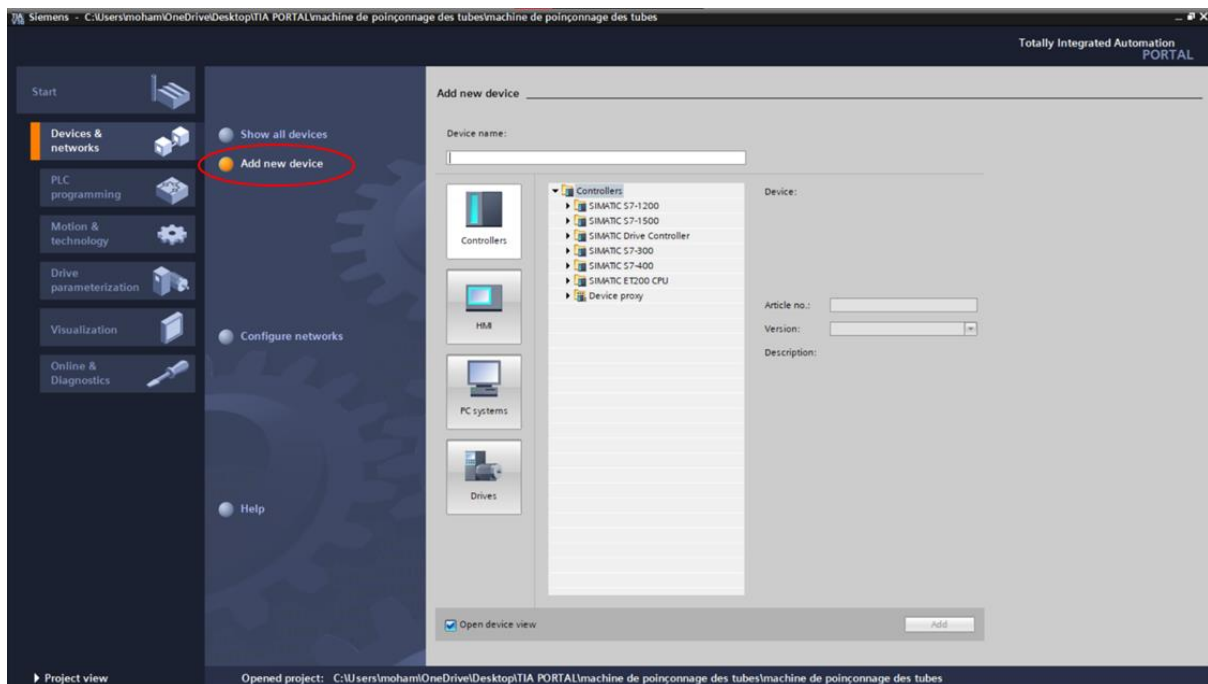 Siemens - C:\Users\moham\OneDrive\Desktop\TIA PORTAL\machine de poinçonnage des tubes\machine de poinçonnage des tubes
Totally Integrated Automation
PORTAL
Start
Devices &
networks
PLC
programming
Motion &
technology
Drive
parameterization
Visualization
Online &
Diagnostics
Show all devices
Add new device
Configure networks
Help
Add new device
Device name:
Controllers
HMI
PC systems
Drives
Controllers
SIMATIC S7-1200
SIMATIC S7-1500
SIMATIC Drive Controller
SIMATIC S7-300
SIMATIC S7-400
SIMATIC ET200 CPU
Device proxy
Device:
Article no.:
Version:
Description:
Open device view
Add
Project view
Opened project: C:\Users\moham\OneDrive\Desktop\TIA PORTAL\machine de poinçonnage des tubes\machine de poinçonnage des tubes